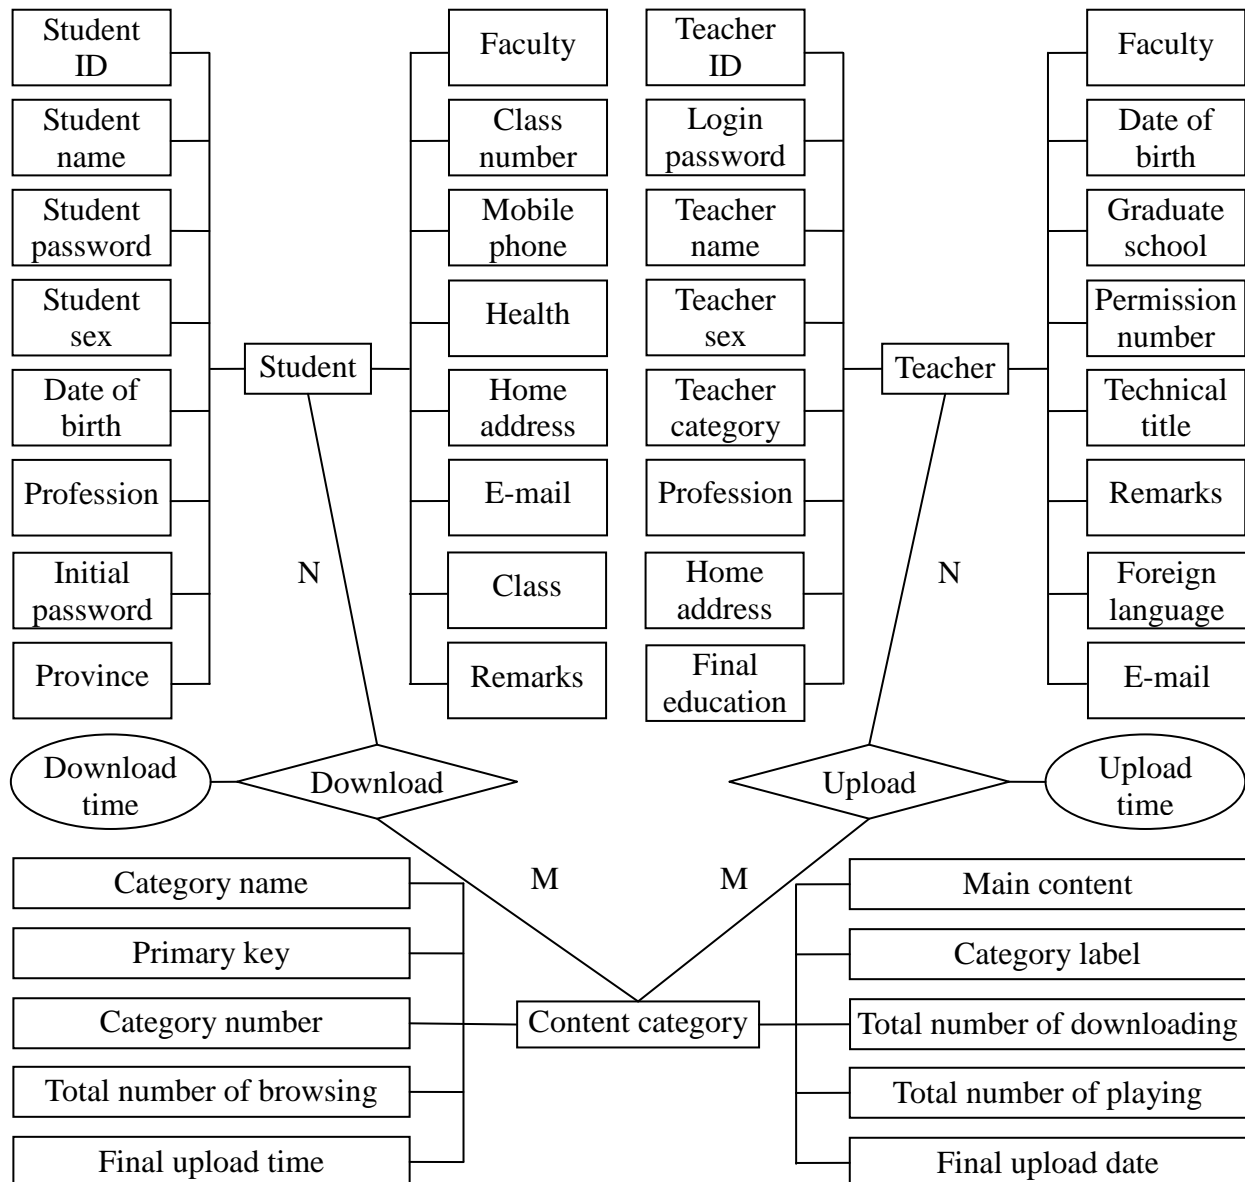 Student
ID
Student
name
Student
password
Student
sex
Date of
birth
Profession
Initial
password
Province
Student
Faculty
Class
number
Mobile
phone
Health
Home
address
E-mail
Class
Remarks
Teacher
ID
Login
password
Teacher
name
Teacher
sex
Teacher
category
Profession
Home
address
Final
education
Teacher
Faculty
Date of
birth
Graduate
school
Permission
number
Technical
title
Remarks
Foreign
language
E-mail
N
N
Download
time
Download
Upload
Upload
time
M
M
Category name
Primary key
Category number
Total number of browsing
Final upload time
Content category
Main content
Category label
Total number of downloading
Total number of playing
Final upload date